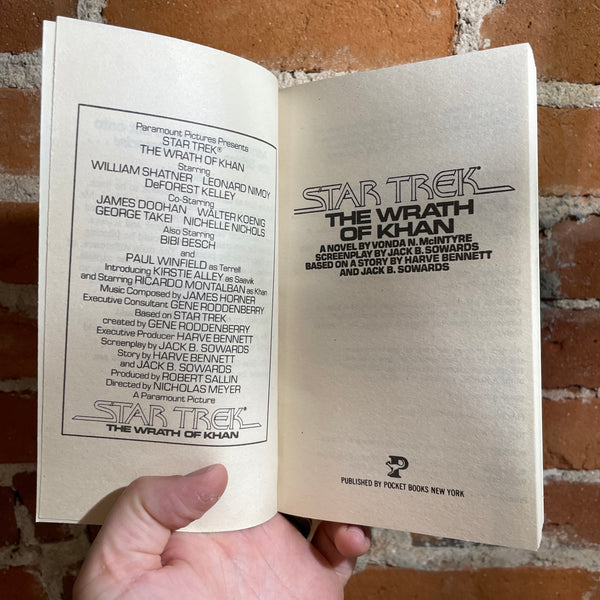 Paramount Pictures Presents
STAR TREK®
THE WRATH OF KHAN
Starring
WILLIAM SHATNER LEONARD NIMOY
DeFOREST KELLEY
Co-Starring
JAMES DOOHAN WALTER KOENIG
GEORGE TAKEI NICHELLE NICHOLS
Also Starring
BIBI BESCH
and
PAUL WINFIELD as Terrell
Introducing KIRSTIE ALLEY as Saavik
and Starring RICARDO MONTALBAN as Khan
Music Composed by JAMES HORNER
Executive Consultant GENE RODDENBERRY
Based on STAR TREK
created by GENE RODDENBERRY
Executive Producer HARVE BENNETT
Screenplay by JACK B. SOWARDS
Story by HARVE BENNETT
and JACK B. SOWARDS
Produced by ROBERT SALLIN
Directed by NICHOLAS MEYER
A Paramount Picture
STAR TREK®
THE WRATH OF KHAN
STAR TREK®
THE WRATH
OF KHAN
A NOVEL BY VONDA N. McINTYRE
SCREENPLAY BY JACK B. SOWARDS
BASED ON A STORY BY HARVE BENNETT
AND JACK B. SOWARDS
P
PUBLISHED BY POCKET BOOKS NEW YORK